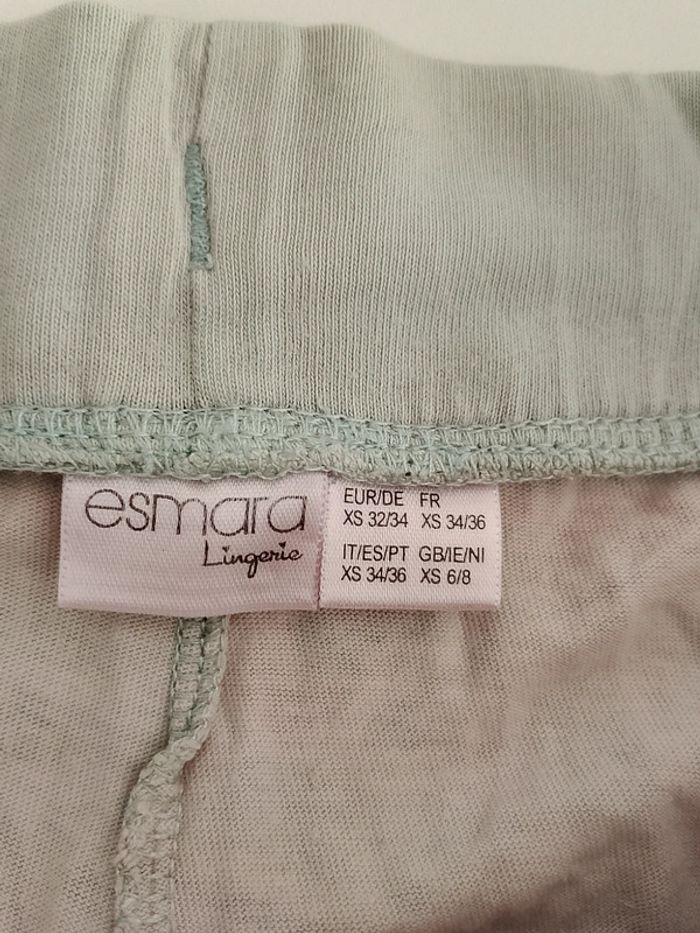 esmara
Lingerie
EUR/DE FR
XS 32/34 XS 34/36
IT/ES/PT GB/IE/NI
XS 34/36 XS 6/8